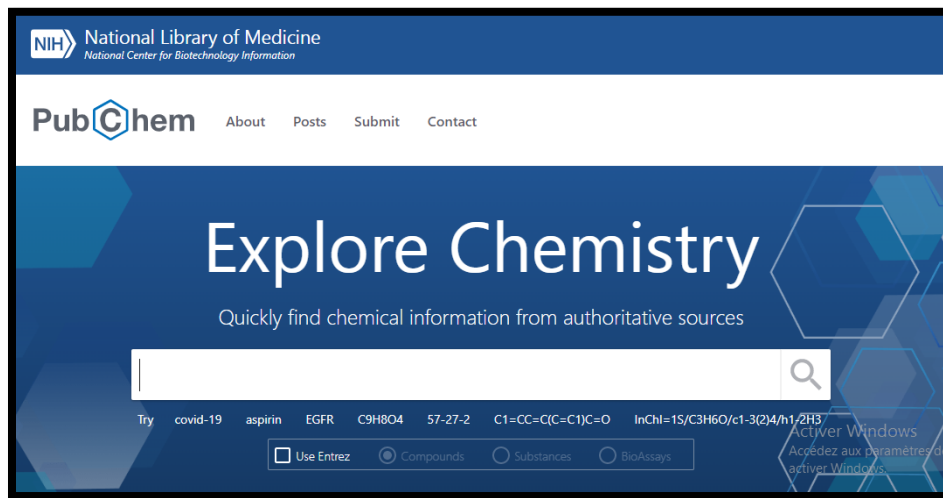 NIH National Library of Medicine
National Center for Biotechnology Information
PubChem About Posts Submit Contact
Explore Chemistry
Quickly find chemical information from authoritative sources
Try covid-19 aspirin EGFR C9H8O4 57-27-2 C1=CC=C(C=C1)C=O InChI=1S/C3H6O/c1-3(2)4/h1-2H3
Use Entrez Compounds Substances BioAssays
Activer Windows
Accédez aux paramètres de
activer Windows.